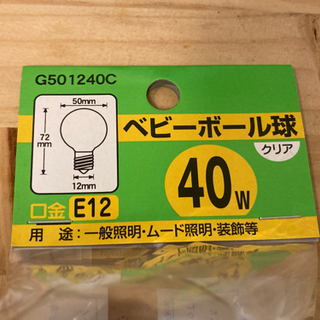 G501240C
50mm
72
mm
12mm
口金 E12
ベビーボール球
クリア
40W
用 途:一般照明・ムード照明・装飾等